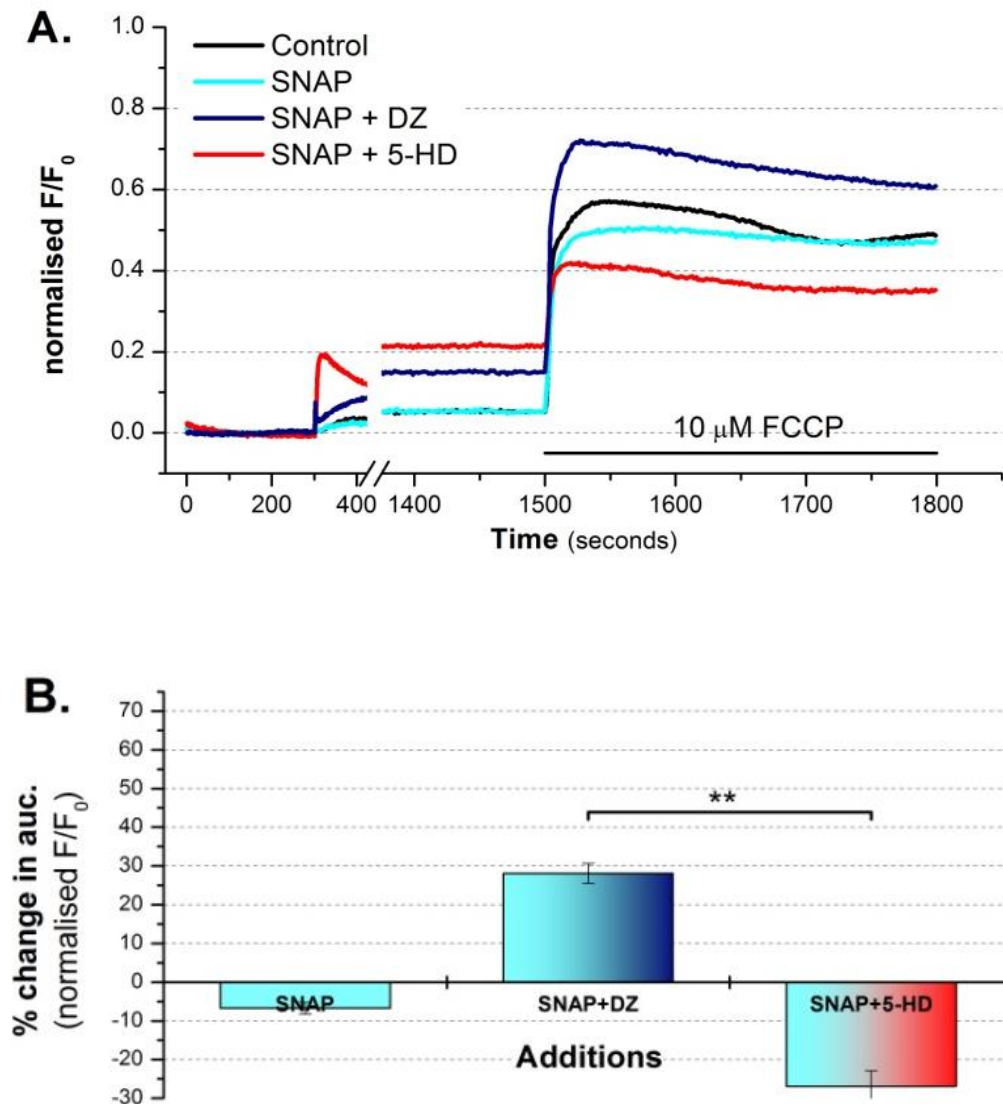 A.
1.0
0.8
0.6
0.4
0.2
0.0
normalised F/F0
Control
SNAP
SNAP + DZ
SNAP + 5-HD
10 μM FCCP
0 200 400 1400 1500 1600 1700 1800
Time (seconds)
B.
70
60
50
40
30
20
10
0
-10
-20
-30
% change in auc.
(normalised F/F0)
**
SNAP SNAP+DZ SNAP+5-HD
Additions